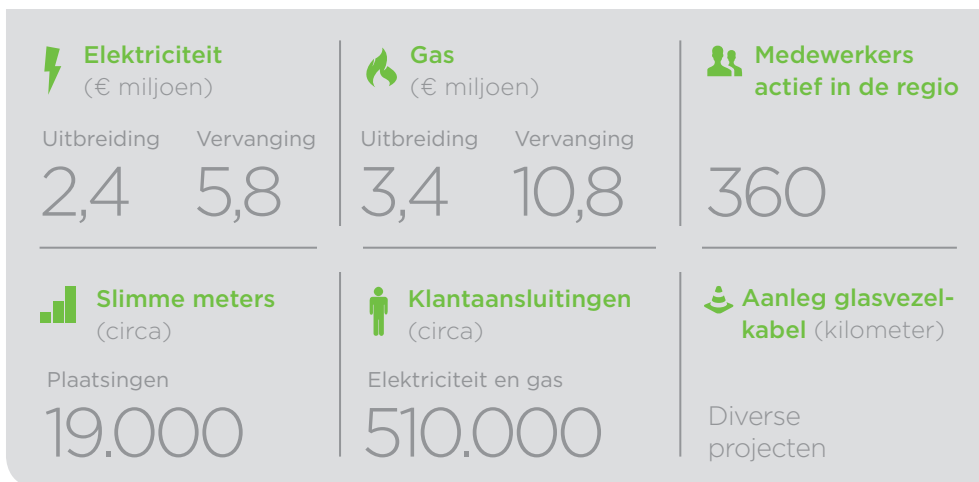 Elektriciteit
(€ miljoen)
Uitbreiding Vervanging
2,4 5,8
Gas
(€ miljoen)
Uitbreiding Vervanging
3,4 10,8
Medewerkers
actief in de regio
360
Slimme meters
(circa)
Plaatsingen
19.000
Klantaansluitingen
(circa)
Elektriciteit en gas
510.000
Aanleg glasvezel-
kabel (kilometer)
Diverse
projecten